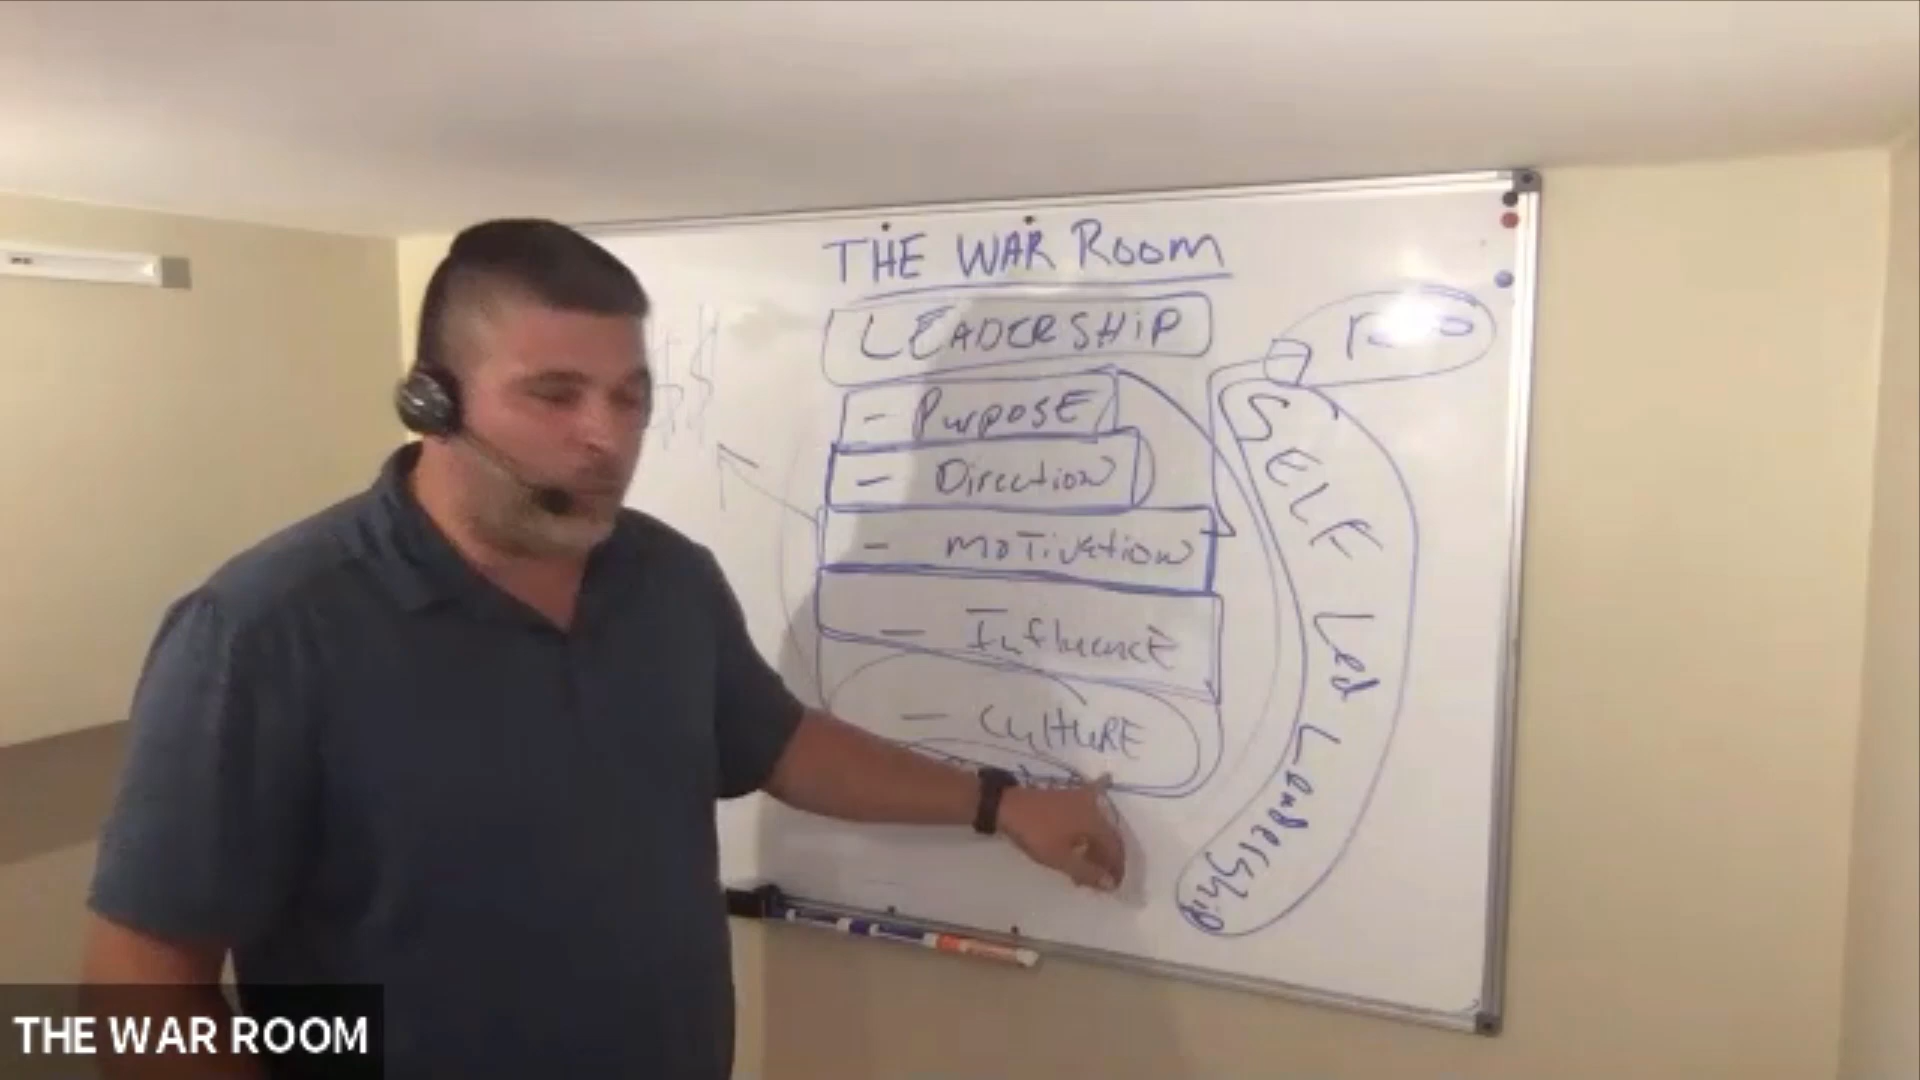 THE WAR ROOM
LEADERSHIP
- PURPOSE
- Direction
- MOTIVATION
- InfluencE
- CultuRE
$$
SELF Led Leadership
THE WAR ROOM